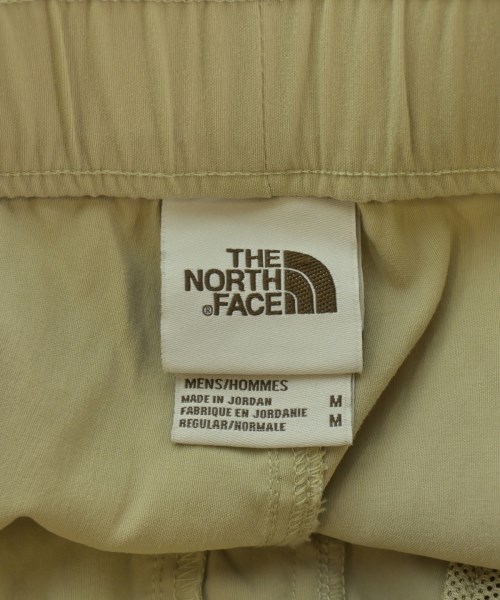 THE
NORTH
®FACE
MENS/HOMMES
MADE IN JORDAN M
FABRIQUE EN JORDANIE M
REGULAR/NORMALE